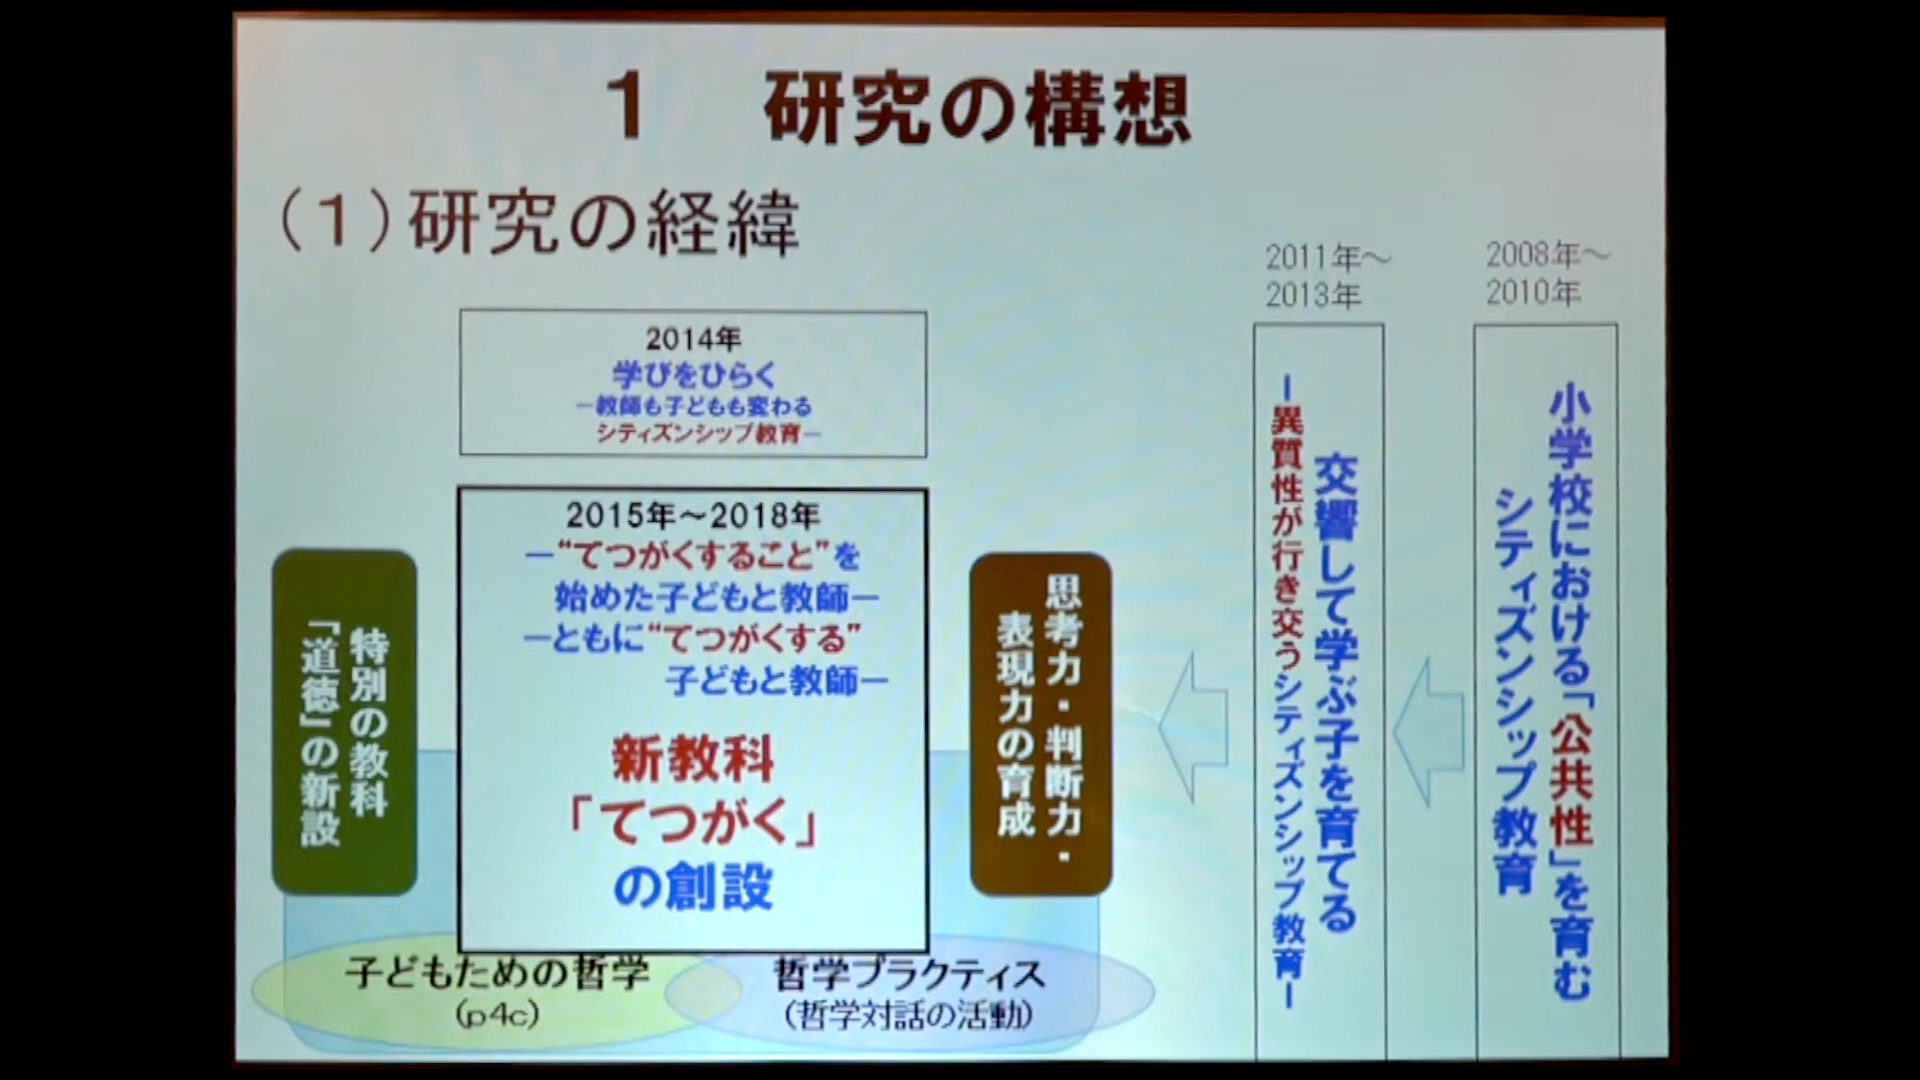 1 研究の構想
(1)研究の経緯
2008年～
2010年
小学校における「公共性」を育む
シティズンシップ教育
2011年～
2013年
交響して学ぶ子を育てる
―異質性が行き交うシティズンシップ教育―
2014年
学びをひらく
―教師も子どもも変わる
シティズンシップ教育―
2015年～2018年
―“てつがくすること”を
始めた子どもと教師―
―ともに“てつがくする”
子どもと教師―
新教科
「てつがく」
の創設
思考力・判断力・
表現力の育成
特別の教科
「道徳」の新設
子どもための哲学
(p4c)
哲学プラクティス
(哲学対話の活動)